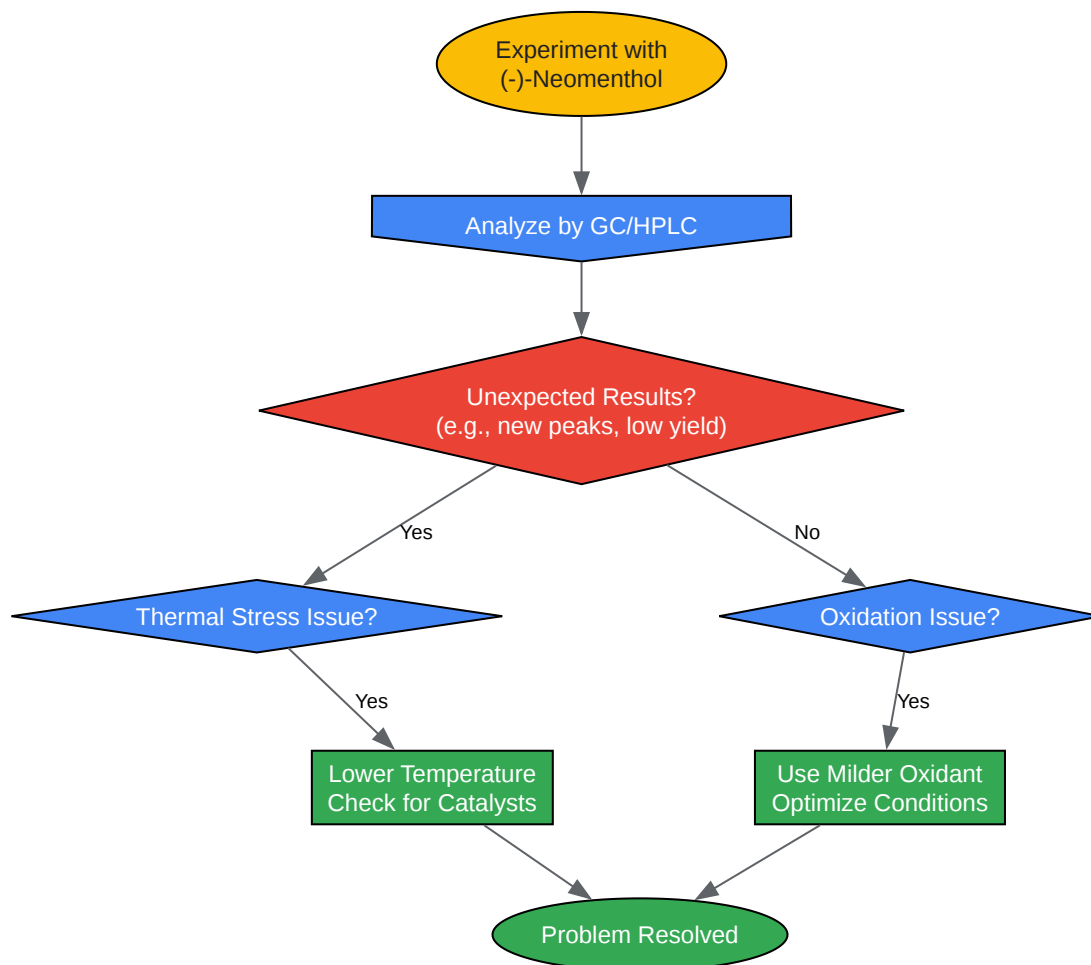 Experiment with
(-)-Neomenthol
Analyze by GC/HPLC
Unexpected Results?
(e.g., new peaks, low yield)
Yes
No
Thermal Stress Issue?
Oxidation Issue?
Yes
Yes
Lower Temperature
Check for Catalysts
Use Milder Oxidant
Optimize Conditions
Problem Resolved